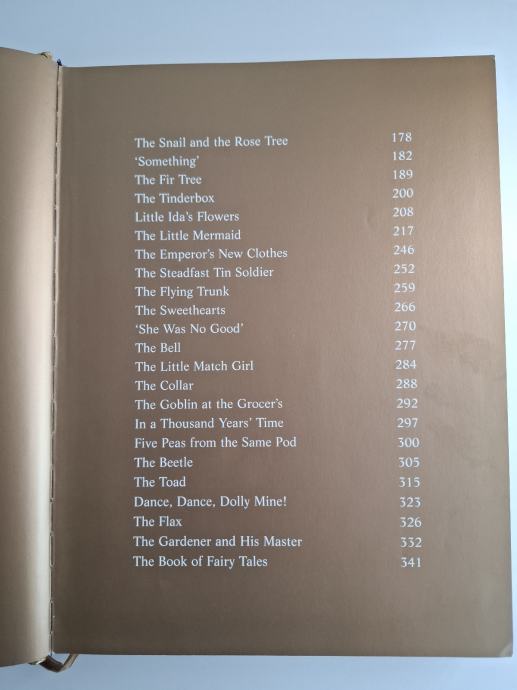 The Snail and the Rose Tree 178
‘Something’ 182
The Fir Tree 189
The Tinderbox 200
Little Ida's Flowers 208
The Little Mermaid 217
The Emperor's New Clothes 246
The Steadfast Tin Soldier 252
The Flying Trunk 259
The Sweethearts 266
‘She Was No Good’ 270
The Bell 277
The Little Match Girl 284
The Collar 288
The Goblin at the Grocer's 292
In a Thousand Years’ Time 297
Five Peas from the Same Pod 300
The Beetle 305
The Toad 315
Dance, Dance, Dolly Mine! 323
The Flax 326
The Gardener and His Master 332
The Book of Fairy Tales 341